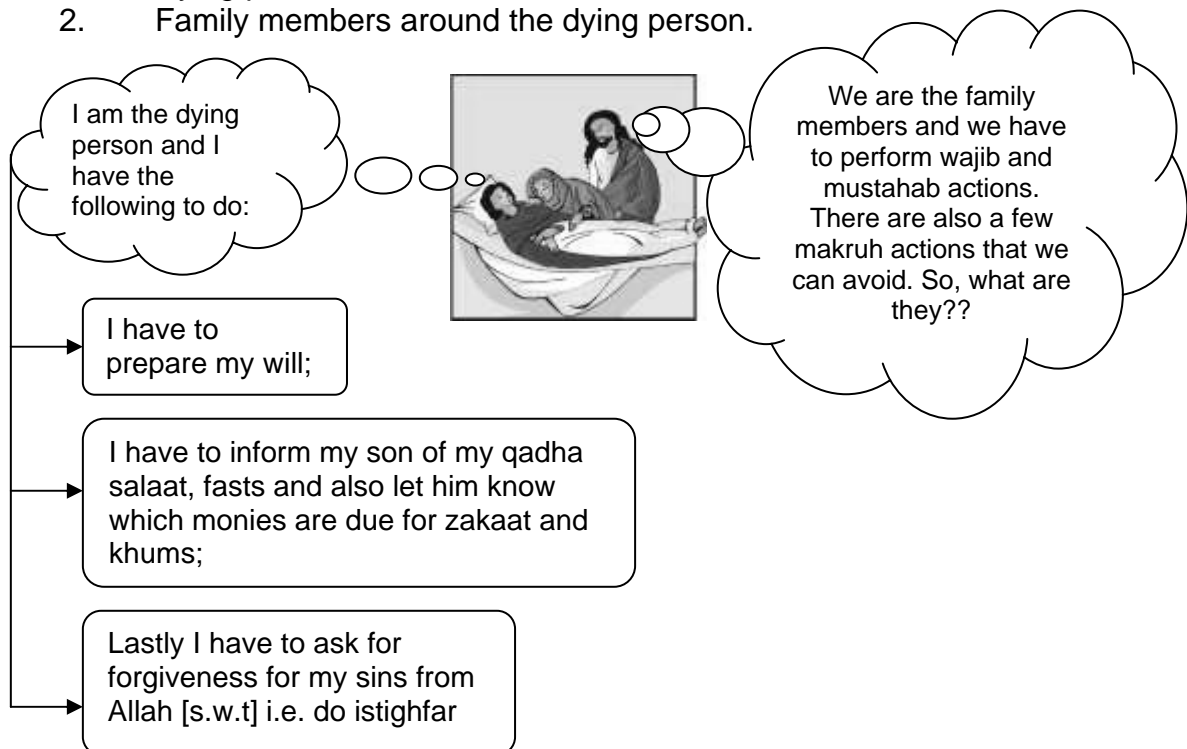 2. Family members around the dying person.
I am the dying
person and I
have the
following to do:
We are the family
members and we have
to perform wajib and
mustahab actions.
There are also a few
makruh actions that we
can avoid. So, what are
they??
I have to
prepare my will;
I have to inform my son of my qadha
salaat, fasts and also let him know
which monies are due for zakaat and
khums;
Lastly I have to ask for
forgiveness for my sins from
Allah [s.w.t] i.e. do istighfar